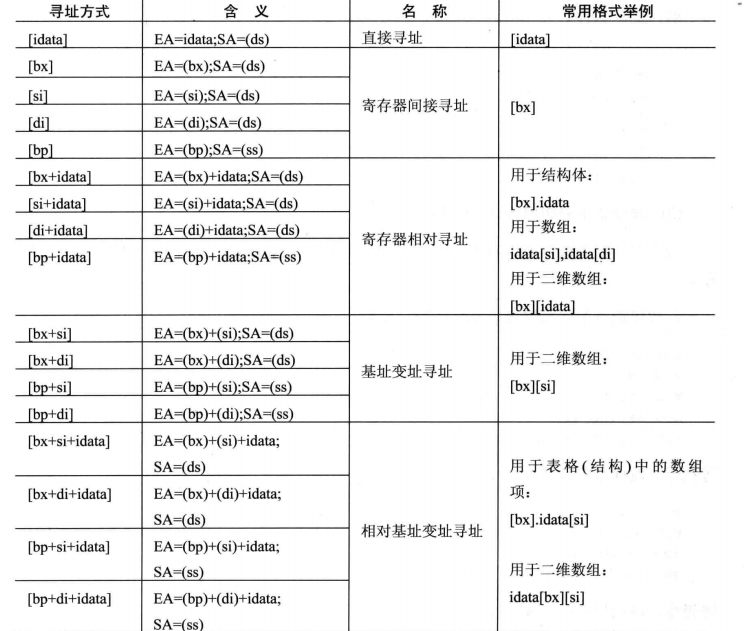 寻址方式 含 义 名 称 常用格式举例
[idata] EA=idata;SA=(ds) 直接寻址 [idata]
[bx] EA=(bx);SA=(ds)
[si] EA=(si);SA=(ds)
寄存器间接寻址 [bx]
[di] EA=(di);SA=(ds)
[bp] EA=(bp);SA=(ss)
[bx+idata] EA=(bx)+idata;SA=(ds) 用于结构体：
[si+idata] EA=(si)+idata;SA=(ds) [bx].idata
[di+idata] EA=(di)+idata;SA=(ds) 用于数组：
寄存器相对寻址
[bp+idata] EA=(bp)+idata;SA=(ss) idata[si],idata[di]
用于二维数组：
[bx][idata]
[bx+si] EA=(bx)+(si);SA=(ds)
[bx+di] EA=(bx)+(di);SA=(ds) 用于二维数组：
基址变址寻址
[bp+si] EA=(bp)+(si);SA=(ss) [bx][si]
[bp+di] EA=(bp)+(di);SA=(ss)
[bx+si+idata] EA=(bx)+(si)+idata;
SA=(ds) 用于表格(结构)中的数组
[bx+di+idata] EA=(bx)+(di)+idata; 项：
SA=(ds) [bx].idata[si]
相对基址变址寻址
[bp+si+idata] EA=(bp)+(si)+idata;
SA=(ss) 用于二维数组：
[bp+di+idata] EA=(bp)+(di)+idata; idata[bx][si]
SA=(ss)